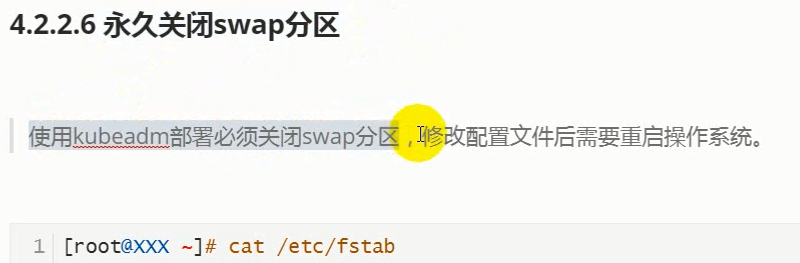 4.2.2.6 永久关闭swap分区
使用kubeadm部署必须关闭swap分区，修改配置文件后需要重启操作系统。
1 [root@XXX ~]# cat /etc/fstab